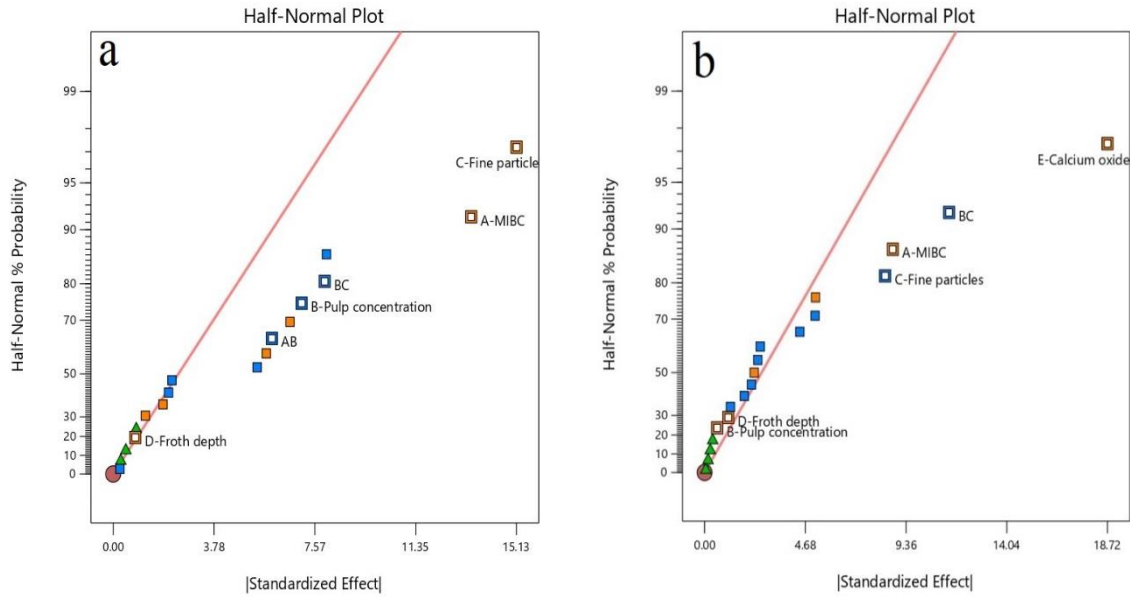 Half-Normal Plot
a
Half-Normal % Probability
99
95
90
80
70
50
30
20
10
0
C-Fine particle
A-MIBC
BC
B-Pulp concentration
AB
D-Froth depth
0.00
3.78
7.57
11.35
15.13
|Standardized Effect|
Half-Normal Plot
b
Half-Normal % Probability
99
95
90
80
70
50
30
20
10
0
E-Calcium oxide
BC
A-MIBC
C-Fine particles
D-Froth depth
B-Pulp concentration
0.00
4.68
9.36
14.04
18.72
|Standardized Effect|